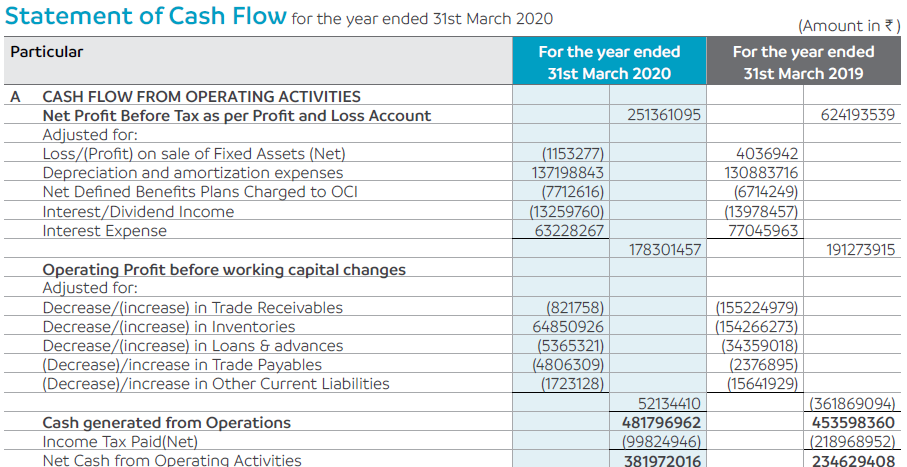 Statement of Cash Flow for the year ended 31st March 2020
(Amount in ₹)
Particular For the year ended 31st March 2020 For the year ended 31st March 2019
A CASH FLOW FROM OPERATING ACTIVITIES
Net Profit Before Tax as per Profit and Loss Account 251361095 624193539
Adjusted for:
Loss/(Profit) on sale of Fixed Assets (Net) (1153277) 4036942
Depreciation and amortization expenses 137198843 130883716
Net Defined Benefits Plans Charged to OCI (7712616) (6714249)
Interest/Dividend Income (13259760) (13978457)
Interest Expense 63228267 77045963
178301457 191273915
Operating Profit before working capital changes
Adjusted for:
Decrease/(increase) in Trade Receivables (821758) (155224979)
Decrease/(increase) in Inventories 64850926 (154266273)
Decrease/(increase) in Loans & advances (5365321) (34359018)
(Decrease)/increase in Trade Payables (4806309) (2376895)
(Decrease)/increase in Other Current Liabilities (1723128) (15641929)
52134410 (361869094)
Cash generated from Operations 481796962 453598360
Income Tax Paid(Net) (99824946) (218968952)
Net Cash from Operating Activities 381972016 234629408